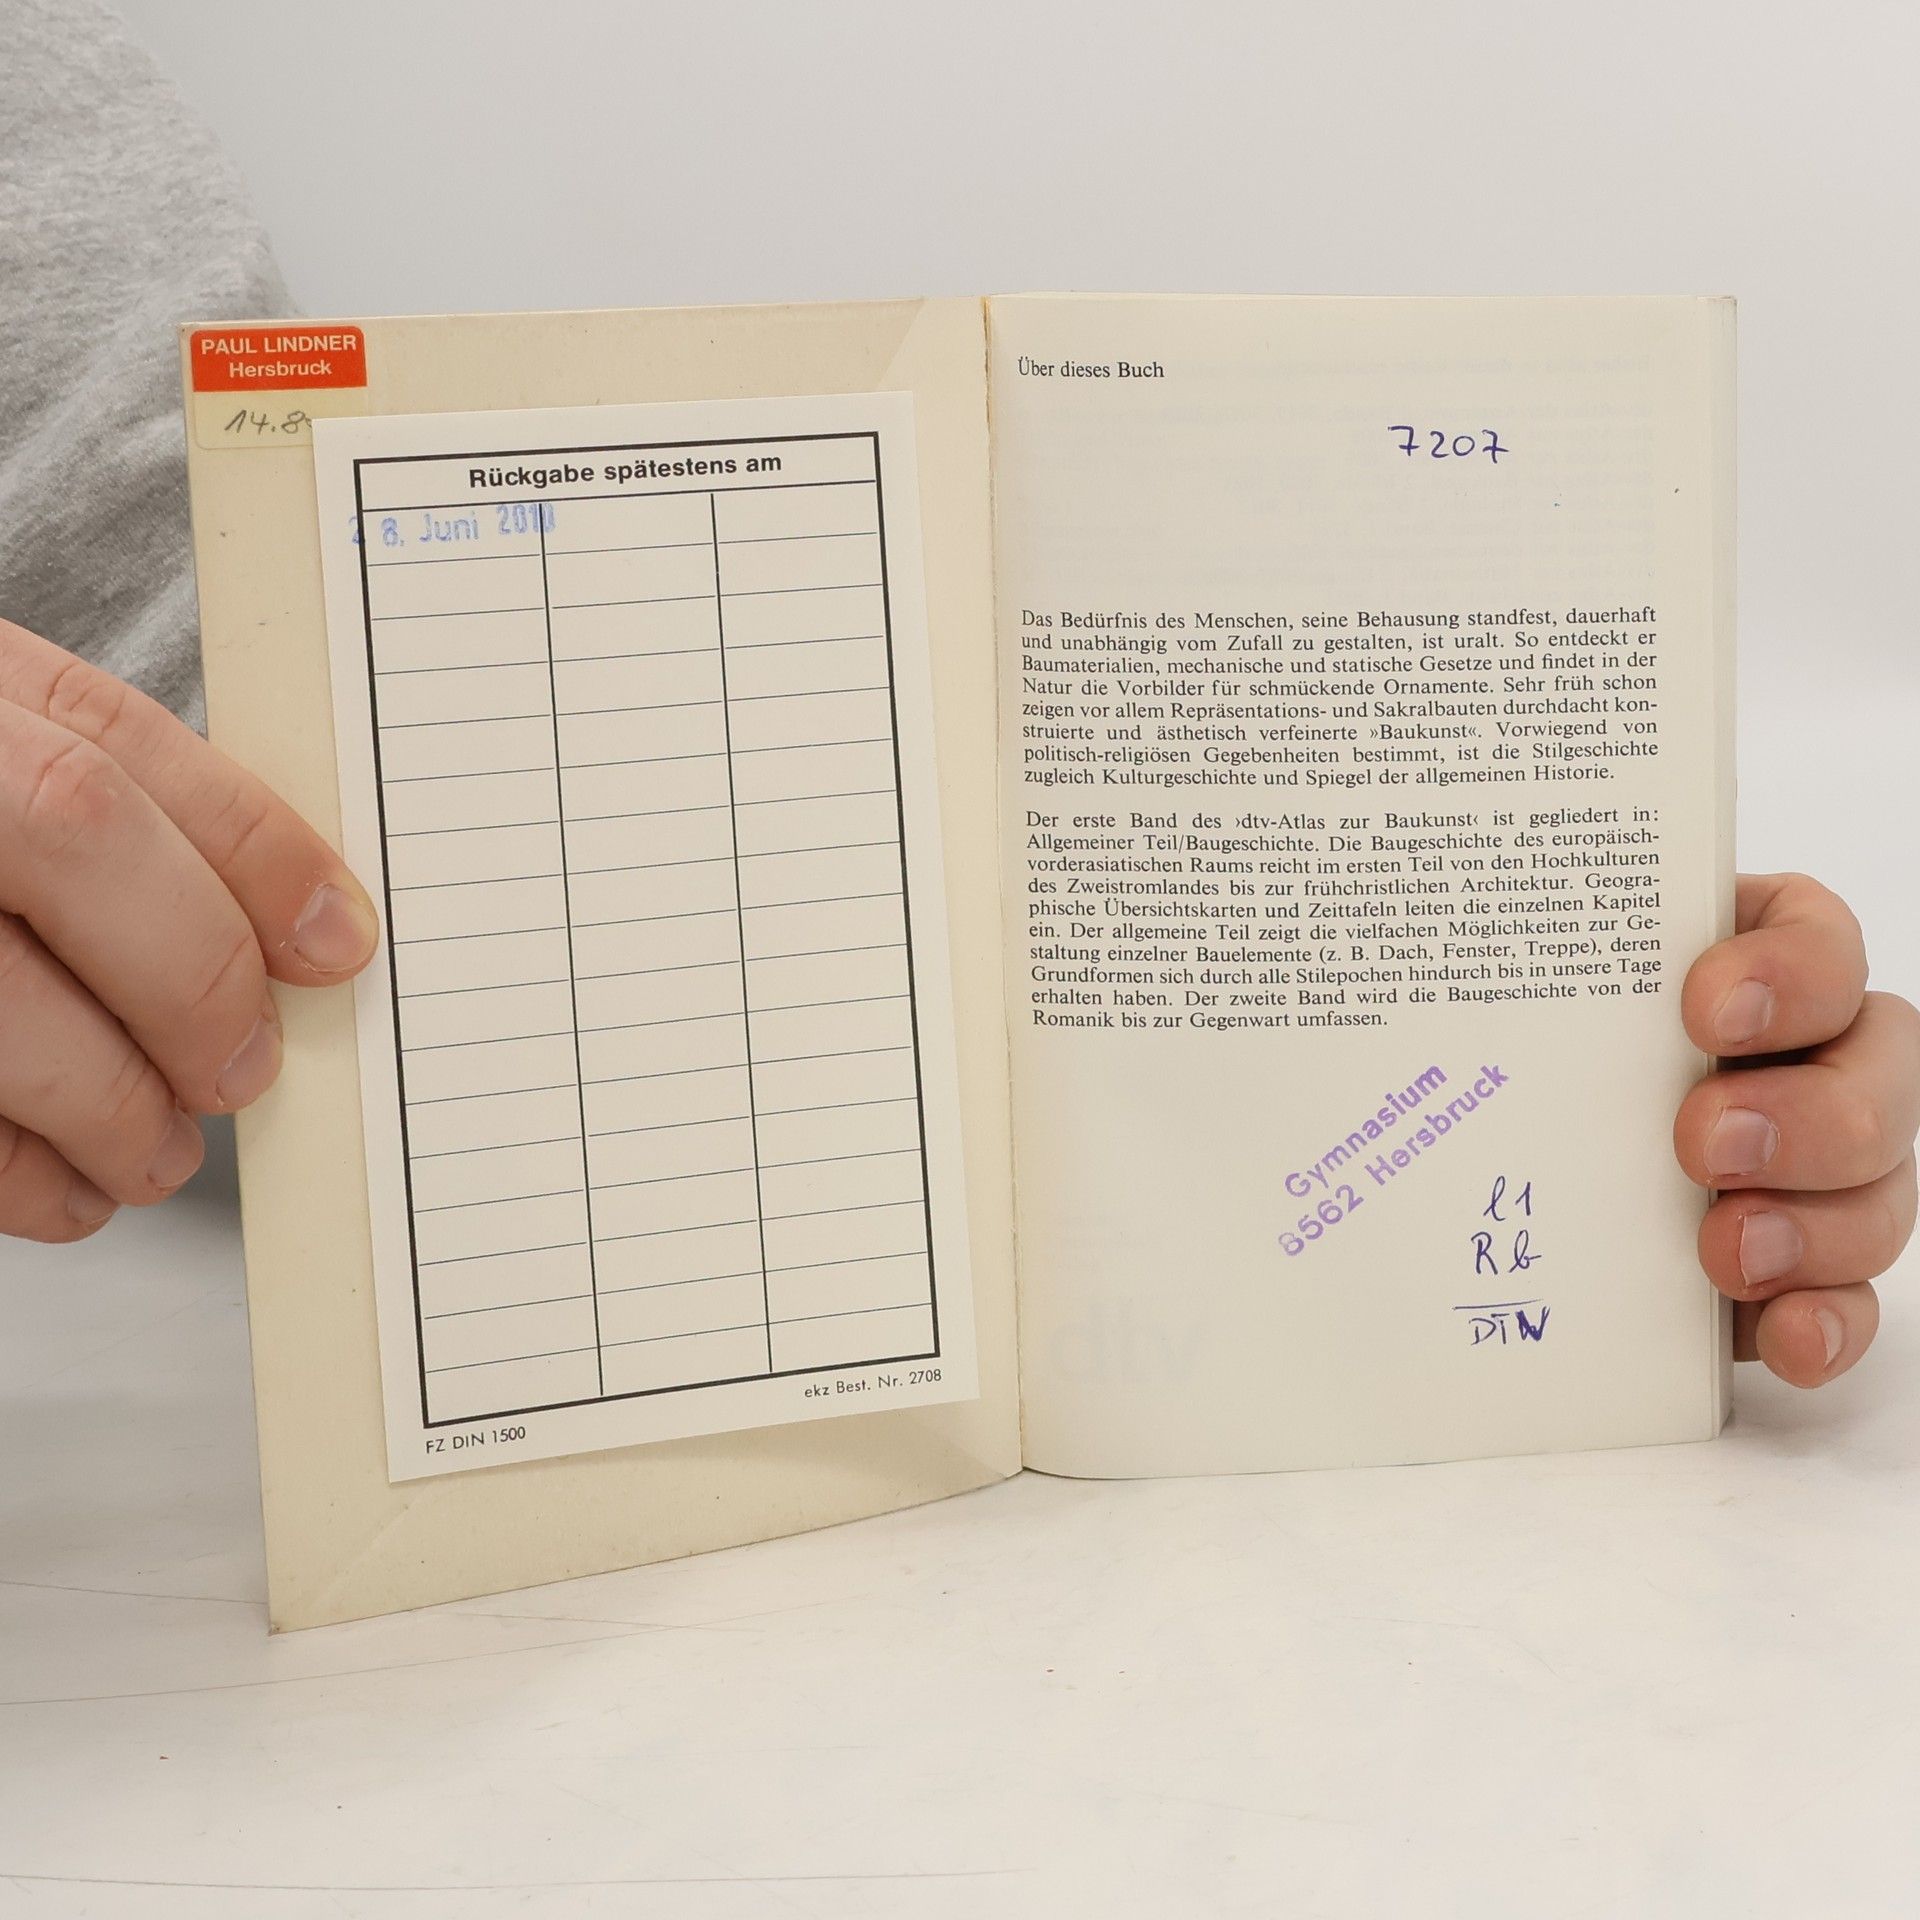 PAUL LINDNER
Hersbruck
14.8
Rückgabe spätestens am
28. Juni 2010
FZ DIN 1500
ekz Best. Nr. 2708
Über dieses Buch
7207
Das Bedürfnis des Menschen, seine Behausung standfest, dauerhaft
und unabhängig vom Zufall zu gestalten, ist uralt. So entdeckt er
Baumaterialien, mechanische und statische Gesetze und findet in der
Natur die Vorbilder für schmückende Ornamente. Sehr früh schon
zeigen vor allem Repräsentations- und Sakralbauten durchdacht kon-
struierte und ästhetisch verfeinerte »Baukunst«. Vorwiegend von
politisch-religiösen Gegebenheiten bestimmt, ist die Stilgeschichte
zugleich Kulturgeschichte und Spiegel der allgemeinen Historie.
Der erste Band des ›dtv-Atlas zur Baukunst‹ ist gegliedert in:
Allgemeiner Teil/Baugeschichte. Die Baugeschichte des europäisch-
vorderasiatischen Raums reicht im ersten Teil von den Hochkulturen
des Zweistromlandes bis zur frühchristlichen Architektur. Geogra-
phische Übersichtskarten und Zeittafeln leiten die einzelnen Kapitel
ein. Der allgemeine Teil zeigt die vielfachen Möglichkeiten zur Ge-
staltung einzelner Bauelemente (z. B. Dach, Fenster, Treppe), deren
Grundformen sich durch alle Stilepochen hindurch bis in unsere Tage
erhalten haben. Der zweite Band wird die Baugeschichte von der
Romanik bis zur Gegenwart umfassen.
Gymnasium
8562 Hersbruck
l1
Rb